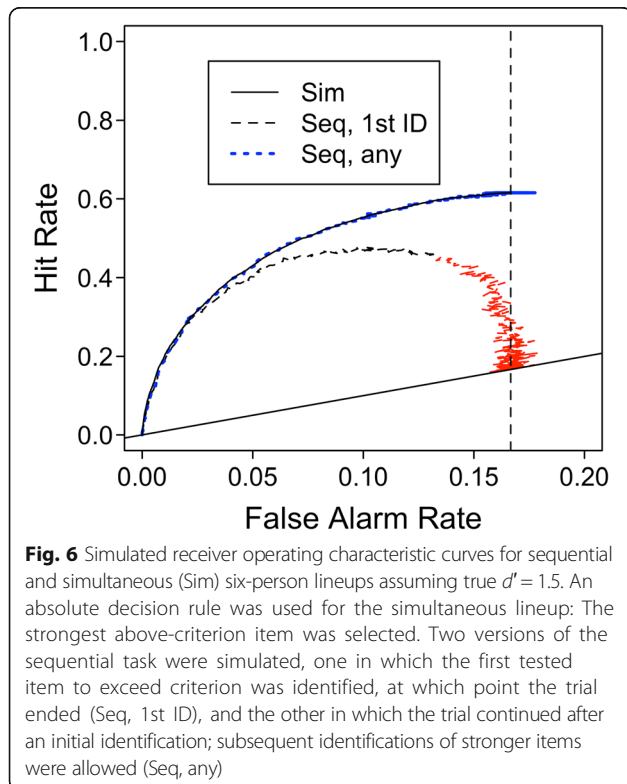 1.0
0.8
0.6
0.4
0.2
0.0
Hit Rate
Sim
Seq, 1st ID
Seq, any
0.00 0.05 0.10 0.15 0.20
False Alarm Rate
Fig. 6 Simulated receiver operating characteristic curves for sequential
and simultaneous (Sim) six-person lineups assuming true d′ = 1.5. An
absolute decision rule was used for the simultaneous lineup: The
strongest above-criterion item was selected. Two versions of the
sequential task were simulated, one in which the first tested
item to exceed criterion was identified, at which point the trial
ended (Seq, 1st ID), and the other in which the trial continued after
an initial identification; subsequent identifications of stronger items
were allowed (Seq, any)